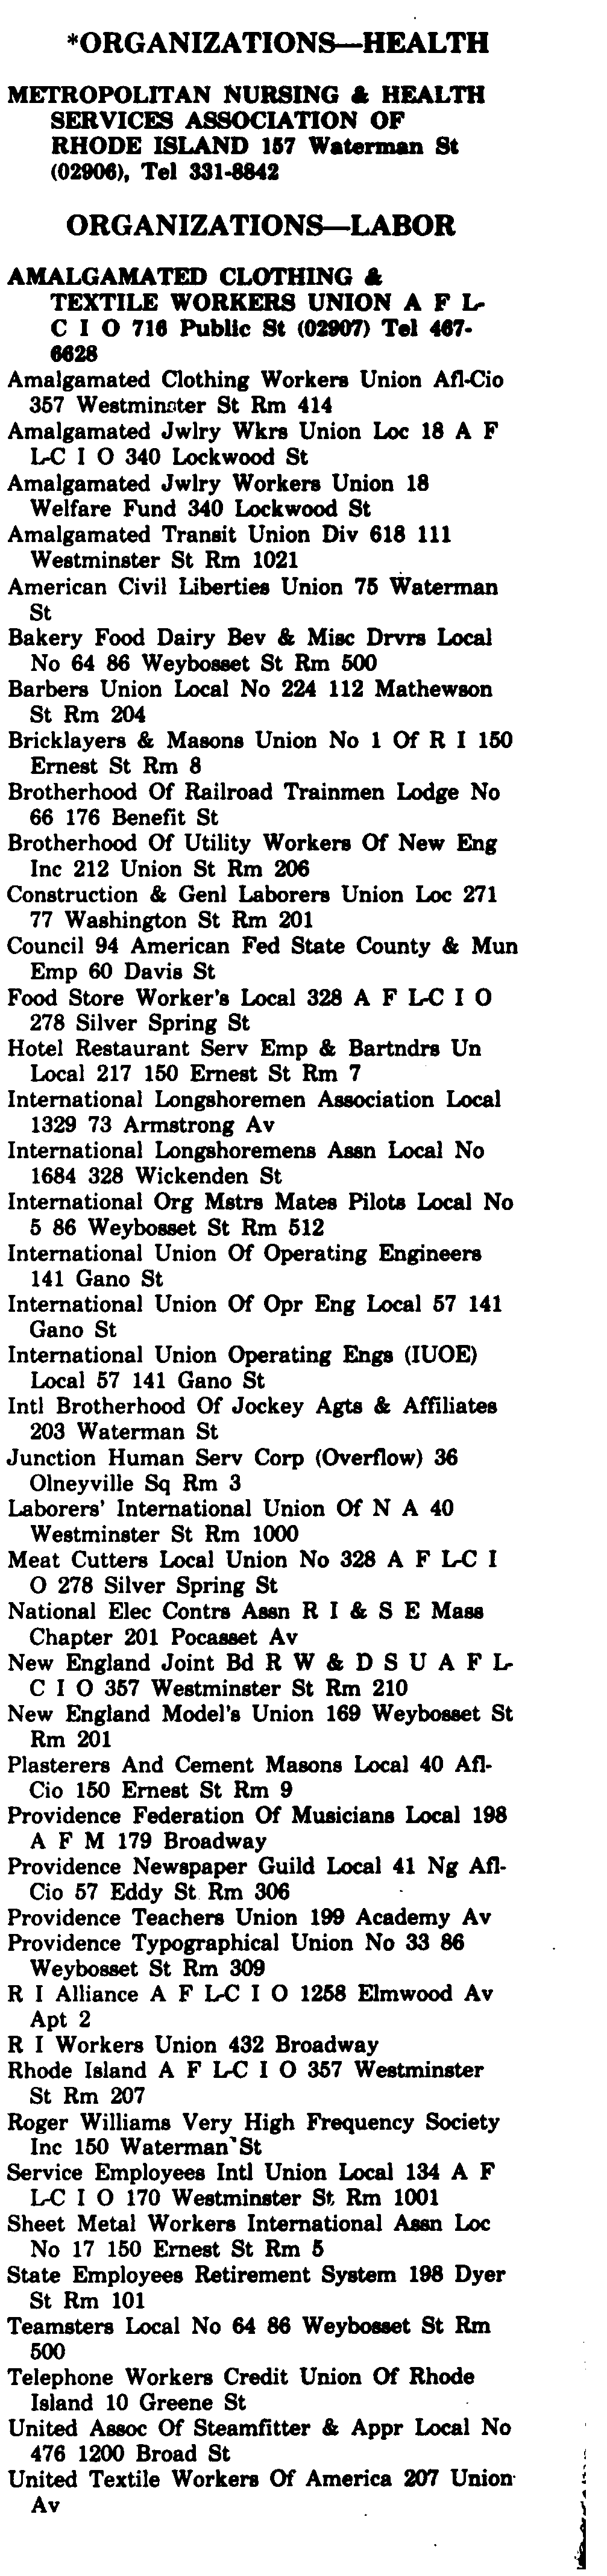 *ORGANIZATIONS—HEALTH
METROPOLITAN NURSING & HEALTH
SERVICES ASSOCIATION OF
RHODE ISLAND 157 Waterman St
(02906), Tel 331-8842
ORGANIZATIONS—LABOR
AMALGAMATED CLOTHING &
TEXTILE WORKERS UNION A F L-
C I O 716 Public St (02907) Tel 467-
6628
Amalgamated Clothing Workers Union Afl-Cio
357 Westminster St Rm 414
Amalgamated Jwlry Wkrs Union Loc 18 A F
L-C I O 340 Lockwood St
Amalgamated Jwlry Workers Union 18
Welfare Fund 340 Lockwood St
Amalgamated Transit Union Div 618 111
Westminster St Rm 1021
American Civil Liberties Union 75 Waterman
St
Bakery Food Dairy Bev & Misc Drvrs Local
No 64 86 Weybosset St Rm 500
Barbers Union Local No 224 112 Mathewson
St Rm 204
Bricklayers & Masons Union No 1 Of R I 150
Ernest St Rm 8
Brotherhood Of Railroad Trainmen Lodge No
66 176 Benefit St
Brotherhood Of Utility Workers Of New Eng
Inc 212 Union St Rm 206
Construction & Genl Laborers Union Loc 271
77 Washington St Rm 201
Council 94 American Fed State County & Mun
Emp 60 Davis St
Food Store Worker's Local 328 A F L-C I O
278 Silver Spring St
Hotel Restaurant Serv Emp & Bartndrs Un
Local 217 150 Ernest St Rm 7
International Longshoremen Association Local
1329 73 Armstrong Av
International Longshoremens Assn Local No
1684 328 Wickenden St
International Org Mstrs Mates Pilots Local No
5 86 Weybosset St Rm 512
International Union Of Operating Engineers
141 Gano St
International Union Of Opr Eng Local 57 141
Gano St
International Union Operating Engs (IUOE)
Local 57 141 Gano St
Intl Brotherhood Of Jockey Agts & Affiliates
203 Waterman St
Junction Human Serv Corp (Overflow) 36
Olneyville Sq Rm 3
Laborers' International Union Of N A 40
Westminster St Rm 1000
Meat Cutters Local Union No 328 A F L-C I
O 278 Silver Spring St
National Elec Contrs Assn R I & S E Mass
Chapter 201 Pocasset Av
New England Joint Bd R W & D S U A F L-
C I O 357 Westminster St Rm 210
New England Model's Union 169 Weybosset St
Rm 201
Plasterers And Cement Masons Local 40 Afl-
Cio 150 Ernest St Rm 9
Providence Federation Of Musicians Local 198
A F M 179 Broadway
Providence Newspaper Guild Local 41 Ng Afl-
Cio 57 Eddy St Rm 306
Providence Teachers Union 199 Academy Av
Providence Typographical Union No 33 86
Weybosset St Rm 309
R I Alliance A F L-C I O 1258 Elmwood Av
Apt 2
R I Workers Union 432 Broadway
Rhode Island A F L-C I O 357 Westminster
St Rm 207
Roger Williams Very High Frequency Society
Inc 150 Waterman St
Service Employees Intl Union Local 134 A F
L-C I O 170 Westminster St Rm 1001
Sheet Metal Workers International Assn Loc
No 17 150 Ernest St Rm 5
State Employees Retirement System 198 Dyer
St Rm 101
Teamsters Local No 64 86 Weybosset St Rm
500
Telephone Workers Credit Union Of Rhode
Island 10 Greene St
United Assoc Of Steamfitter & Appr Local No
476 1200 Broad St
United Textile Workers Of America 207 Union
Av